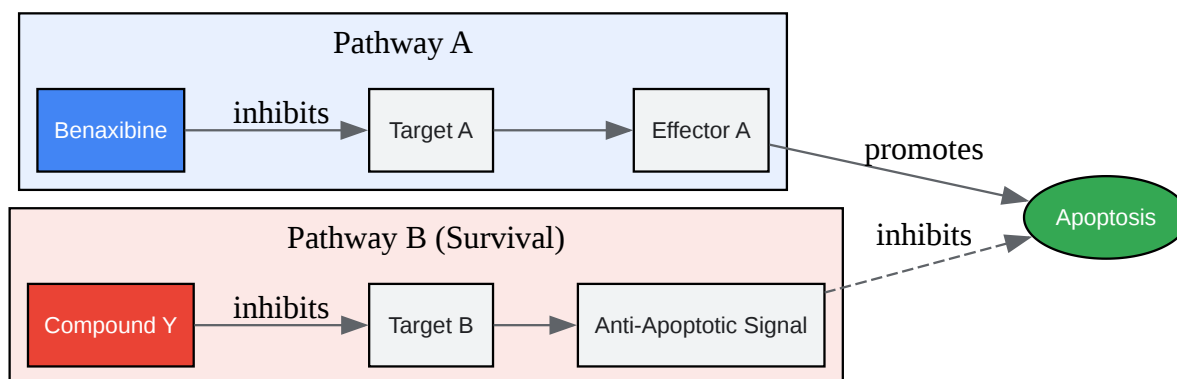 Pathway A
Benaxibine
inhibits
Target A
Effector A
promotes
Apoptosis
Pathway B (Survival)
Compound Y
inhibits
Target B
Anti-Apoptotic Signal
inhibits